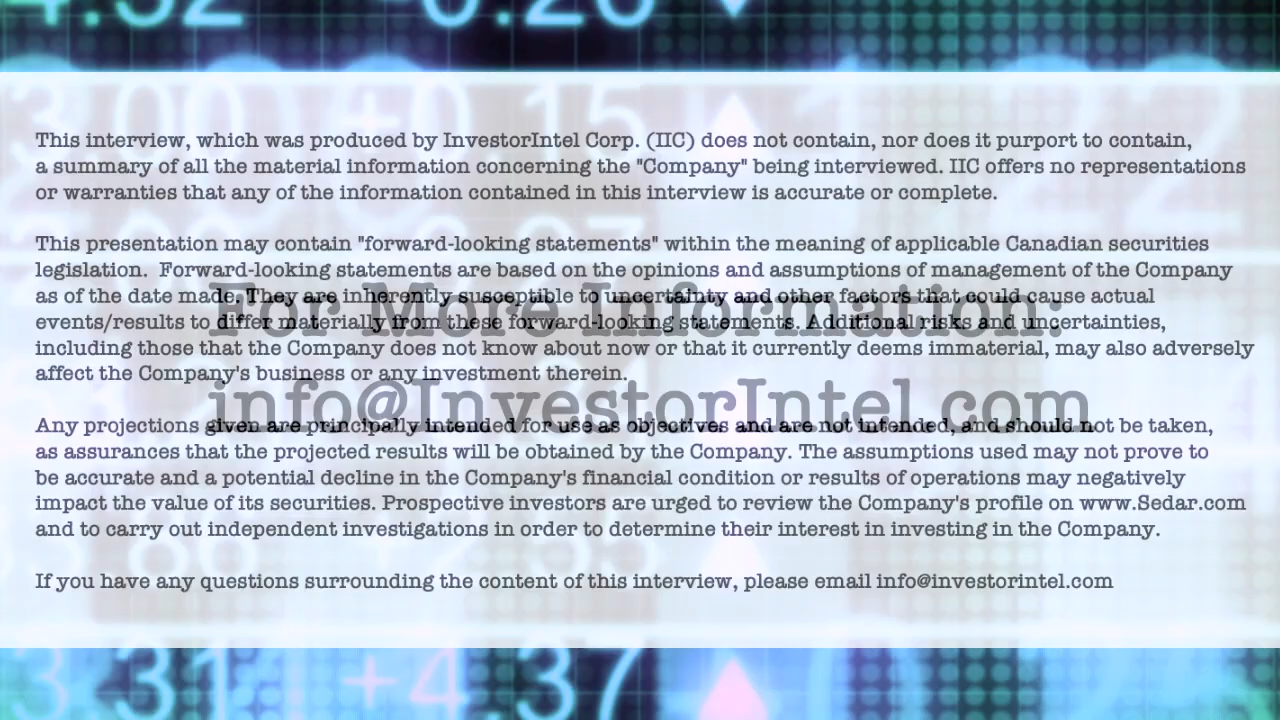 4.52 -0.26
3.00 +0.15
This interview, which was produced by InvestorIntel Corp. (IIC) does not contain, nor does it purport to contain,
a summary of all the material information concerning the "Company" being interviewed. IIC offers no representations
or warranties that any of the information contained in this interview is accurate or complete.
This presentation may contain "forward-looking statements" within the meaning of applicable Canadian securities
legislation.  Forward-looking statements are based on the opinions and assumptions of management of the Company
as of the date made. They are inherently susceptible to uncertainty and other factors that could cause actual
events/results to differ materially from these forward-looking statements. Additional risks and uncertainties,
including those that the Company does not know about now or that it currently deems immaterial, may also adversely
affect the Company's business or any investment therein.
For More Information:
info@InvestorIntel.com
Any projections given are principally intended for use as objectives and are not intended, and should not be taken,
as assurances that the projected results will be obtained by the Company. The assumptions used may not prove to
be accurate and a potential decline in the Company's financial condition or results of operations may negatively
impact the value of its securities. Prospective investors are urged to review the Company's profile on www.Sedar.com
and to carry out independent investigations in order to determine their interest in investing in the Company.
If you have any questions surrounding the content of this interview, please email info@investorintel.com
3.31 +4.37